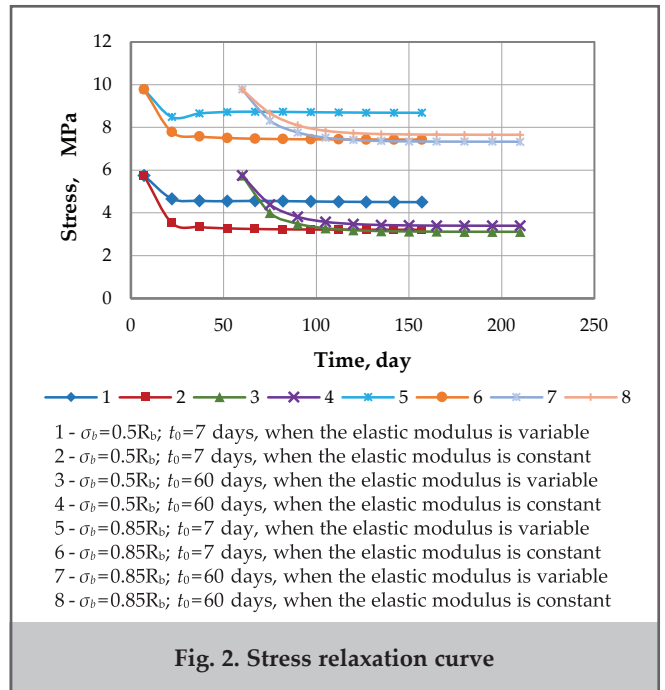 12
10
8
6
4
2
0
Stress, MPa
0 50 100 150 200 250
Time, day
1 2 3 4 5 6 7 8
1 - σb=0.5Rb; t0=7 days, when the elastic modulus is variable
2 - σb=0.5Rb; t0=7 days, when the elastic modulus is constant
3 - σb=0.5Rb; t0=60 days, when the elastic modulus is variable
4 - σb=0.5Rb; t0=60 days, when the elastic modulus is constant
5 - σb=0.85Rb; t0=7 day, when the elastic modulus is variable
6 - σb=0.85Rb; t0=7 days, when the elastic modulus is constant
7 - σb=0.85Rb; t0=60 days, when the elastic modulus is variable
8 - σb=0.85Rb; t0=60 days, when the elastic modulus is constant
Fig. 2. Stress relaxation curve